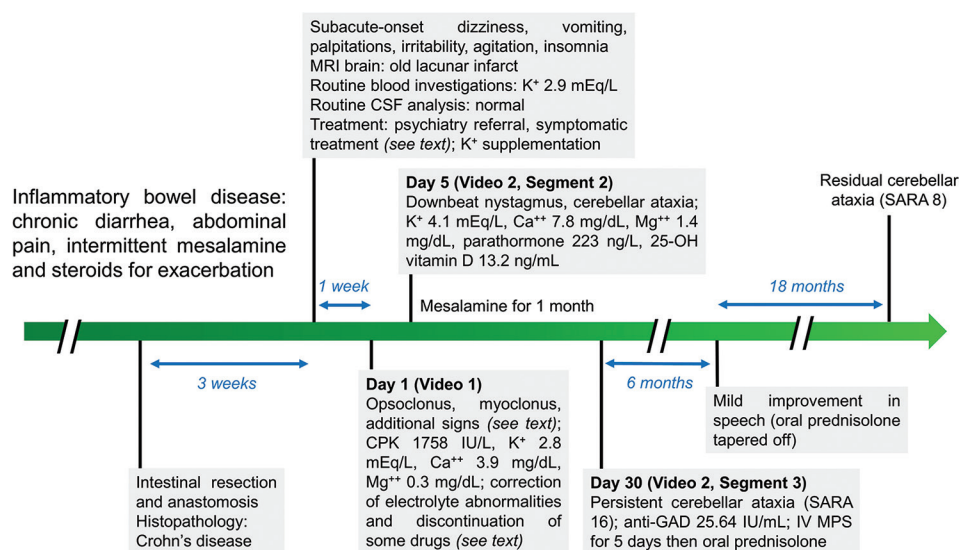 Subacute-onset dizziness, vomiting,
palpitations, irritability, agitation, insomnia
MRI brain: old lacunar infarct
Routine blood investigations: K⁺ 2.9 mEq/L
Routine CSF analysis: normal
Treatment: psychiatry referral, symptomatic
treatment (see text); K⁺ supplementation
Inflammatory bowel disease:
chronic diarrhea, abdominal
pain, intermittent mesalamine
and steroids for exacerbation
Day 5 (Video 2, Segment 2)
Downbeat nystagmus, cerebellar ataxia;
K⁺ 4.1 mEq/L, Ca⁺⁺ 7.8 mg/dL, Mg⁺⁺ 1.4
mg/dL, parathormone 223 ng/L, 25-OH
vitamin D 13.2 ng/mL
Residual cerebellar
ataxia (SARA 8)
1 week
Mesalamine for 1 month
18 months
3 weeks
6 months
Intestinal resection
and anastomosis
Histopathology:
Crohn's disease
Day 1 (Video 1)
Opsoclonus, myoclonus,
additional signs (see text);
CPK 1758 IU/L, K⁺ 2.8
mEq/L, Ca⁺⁺ 3.9 mg/dL,
Mg⁺⁺ 0.3 mg/dL; correction
of electrolyte abnormalities
and discontinuation of
some drugs (see text)
Mild improvement in
speech (oral prednisolone
tapered off)
Day 30 (Video 2, Segment 3)
Persistent cerebellar ataxia (SARA
16); anti-GAD 25.64 IU/mL; IV MPS
for 5 days then oral prednisolone